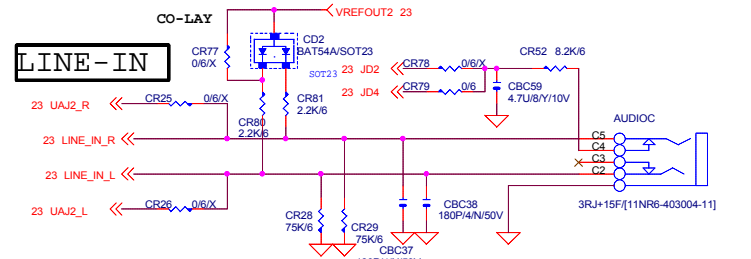 CO-LAY
VREFOUT2 23
CR77
0/6/X
CD2
BAT54A/SOT23
SOT23
LINE-IN
23 JD2
CR78
0/6/X
CR52 8.2K/6
23 JD4
CR79
0/6
CBC59
4.7U/8/Y/10V
23 UAJ2_R
CR25
0/6/X
CR80
2.2K/6
CR81
2.2K/6
AUDIOC
23 LINE_IN_R
C5
C4
C3
C2
23 LINE_IN_L
23 UAJ2_L
CR26
0/6/X
CR28
75K/6
CR29
75K/6
CBC38
180P/4/N/50V
3RJ+15F/[11NR6-403004-11]
CBC37